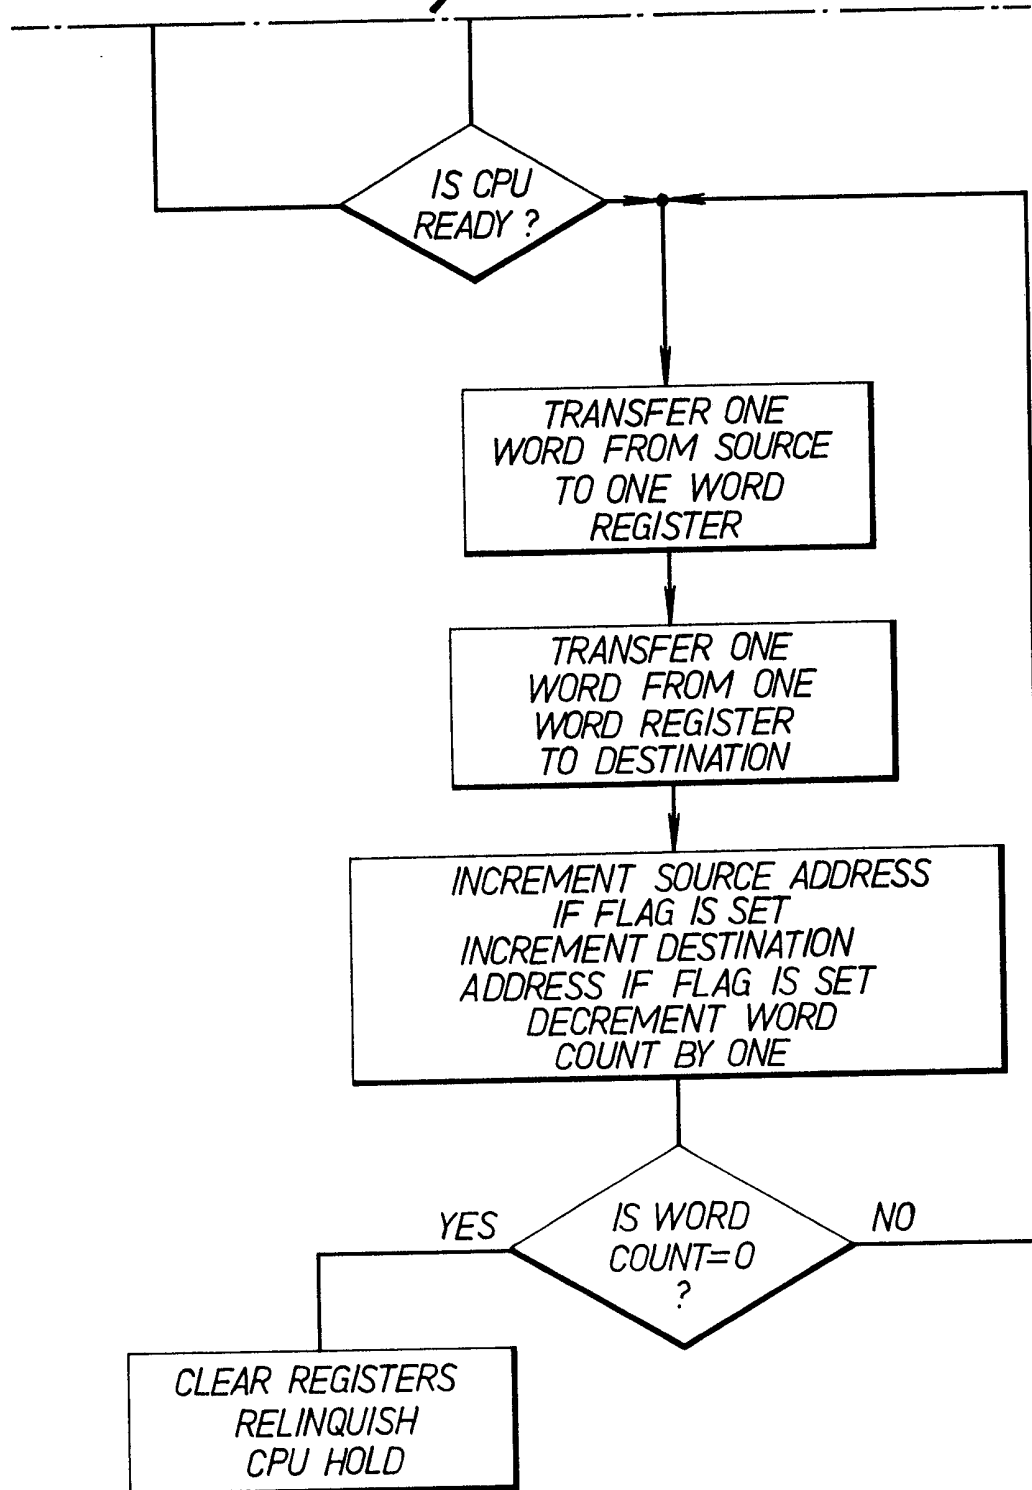 IS CPU
READY ?
TRANSFER ONE
WORD FROM SOURCE
TO ONE WORD
REGISTER
TRANSFER ONE
WORD FROM ONE
WORD REGISTER
TO DESTINATION
INCREMENT SOURCE ADDRESS
IF FLAG IS SET
INCREMENT DESTINATION
ADDRESS IF FLAG IS SET
DECREMENT WORD
COUNT BY ONE
YES
IS WORD
COUNT=0
?
NO
CLEAR REGISTERS
RELINQUISH
CPU HOLD